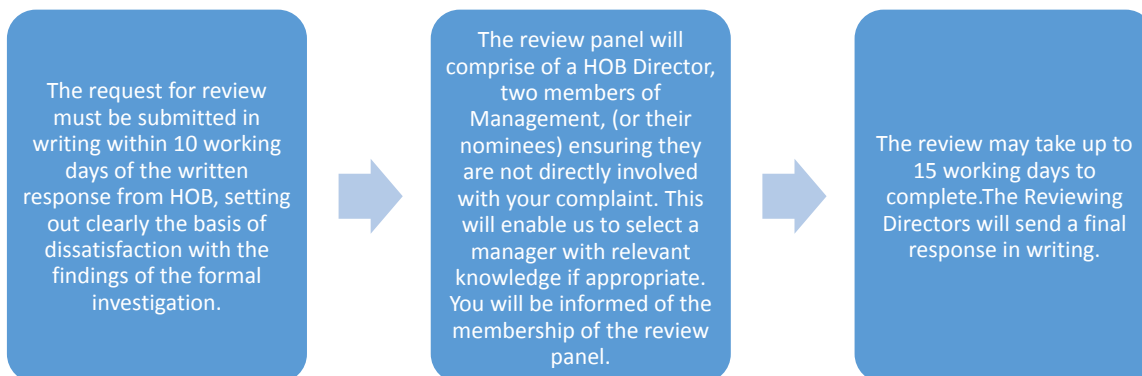 The request for review
must be submitted in
writing within 10 working
days of the written
response from HOB, setting
out clearly the basis of
dissatisfaction with the
findings of the formal
investigation.
The review panel will
comprise of a HOB Director,
two members of
Management, (or their
nominees) ensuring they
are not directly involved
with your complaint. This
will enable us to select a
manager with relevant
knowledge if appropriate.
You will be informed of the
membership of the review
panel.
The review may take up to
15 working days to
complete.The Reviewing
Directors will send a final
response in writing.